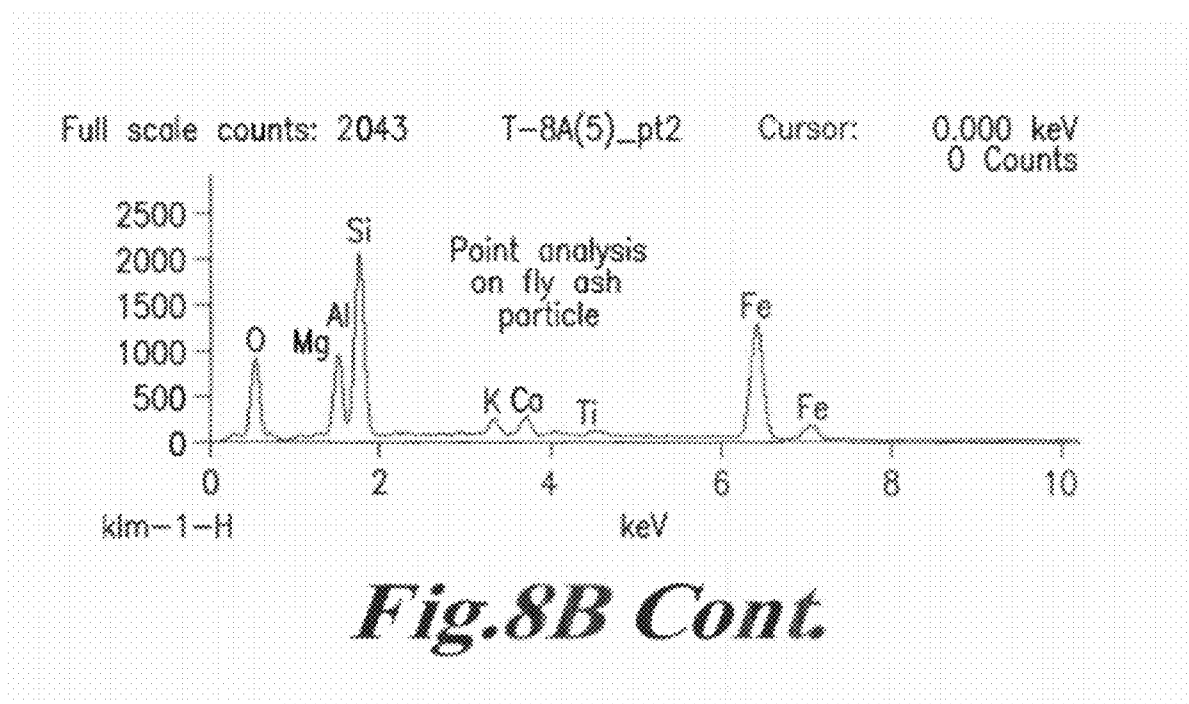 Full scale counts: 2043 T-8A(5)_pt2 Cursor: 0.000 keV
0 Counts
2500
2000
1500
1000
500
0
O
Mg
Al
Si
Point analysis
on fly ash
particle
K
Ca
Ti
Fe
Fe
0 2 4 6 8 10
klm-1-H keV
Fig.8B Cont.